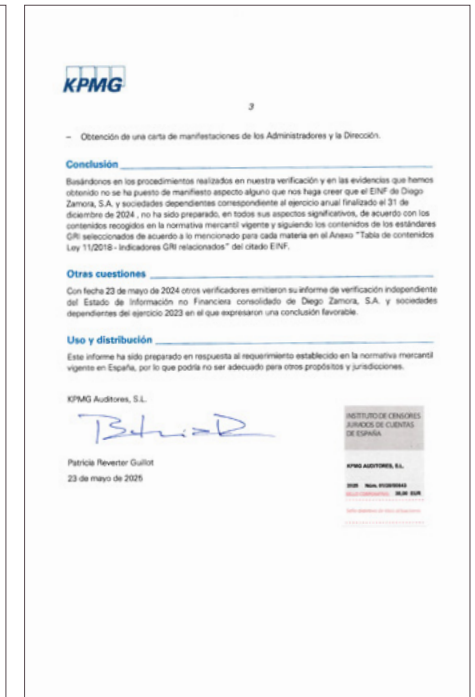 KPMG
3
– Obtención de una carta de manifestaciones de los Administradores y la Dirección.
Conclusión
Basándonos en los procedimientos realizados en nuestra verificación y en las evidencias que hemos
obtenido no se ha puesto de manifiesto aspecto alguno que nos haga creer que el EINF de Diego
Zamora, S.A. y sociedades dependientes correspondiente al ejercicio anual finalizado el 31 de
diciembre de 2024 , no ha sido preparado, en todos sus aspectos significativos, de acuerdo con los
contenidos recogidos en la normativa mercantil vigente y siguiendo los contenidos de los estándares
GRI seleccionados de acuerdo a lo mencionado para cada materia en el Anexo "Tabla de contenidos
Ley 11/2018 - Indicadores GRI relacionados" del citado EINF.
Otras cuestiones
Con fecha 23 de mayo de 2024 otros verificadores emitieron su informe de verificación independiente
del Estado de Información no Financiera consolidado de Diego Zamora, S.A. y sociedades
dependientes del ejercicio 2023 en el que expresaron una conclusión favorable.
Uso y distribución
Este informe ha sido preparado en respuesta al requerimiento establecido en la normativa mercantil
vigente en España, por lo que podría no ser adecuado para otros propósitos y jurisdicciones.
KPMG Auditores, S.L.
Patricia Reverter Guillot
23 de mayo de 2025
INSTITUTO DE CENSORES
JURADOS DE CUENTAS
DE ESPAÑA
KPMG AUDITORES, S.L.
2025 Núm.
30,00 EUR